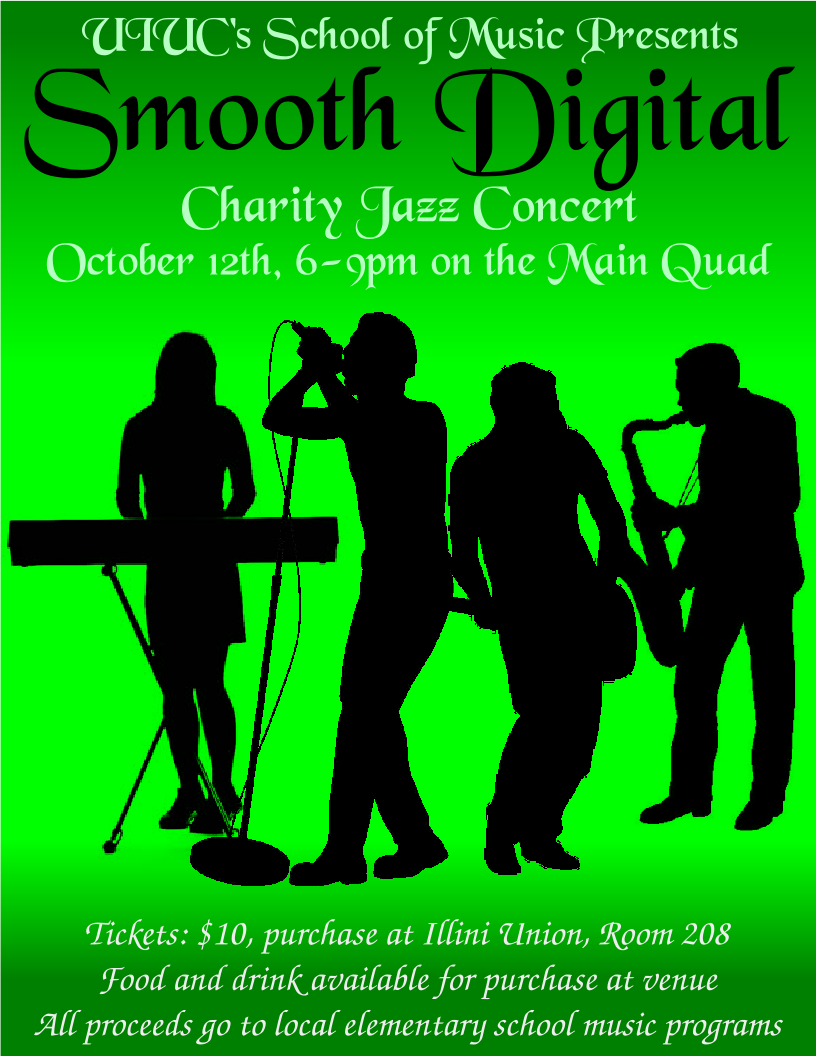 UIUC's School of Music Presents
Smooth Digital
Charity Jazz Concert
October 12th, 6-9pm on the Main Quad
Tickets: $10, purchase at Illini Union, Room 208
Food and drink available for purchase at venue
All proceeds go to local elementary school music programs